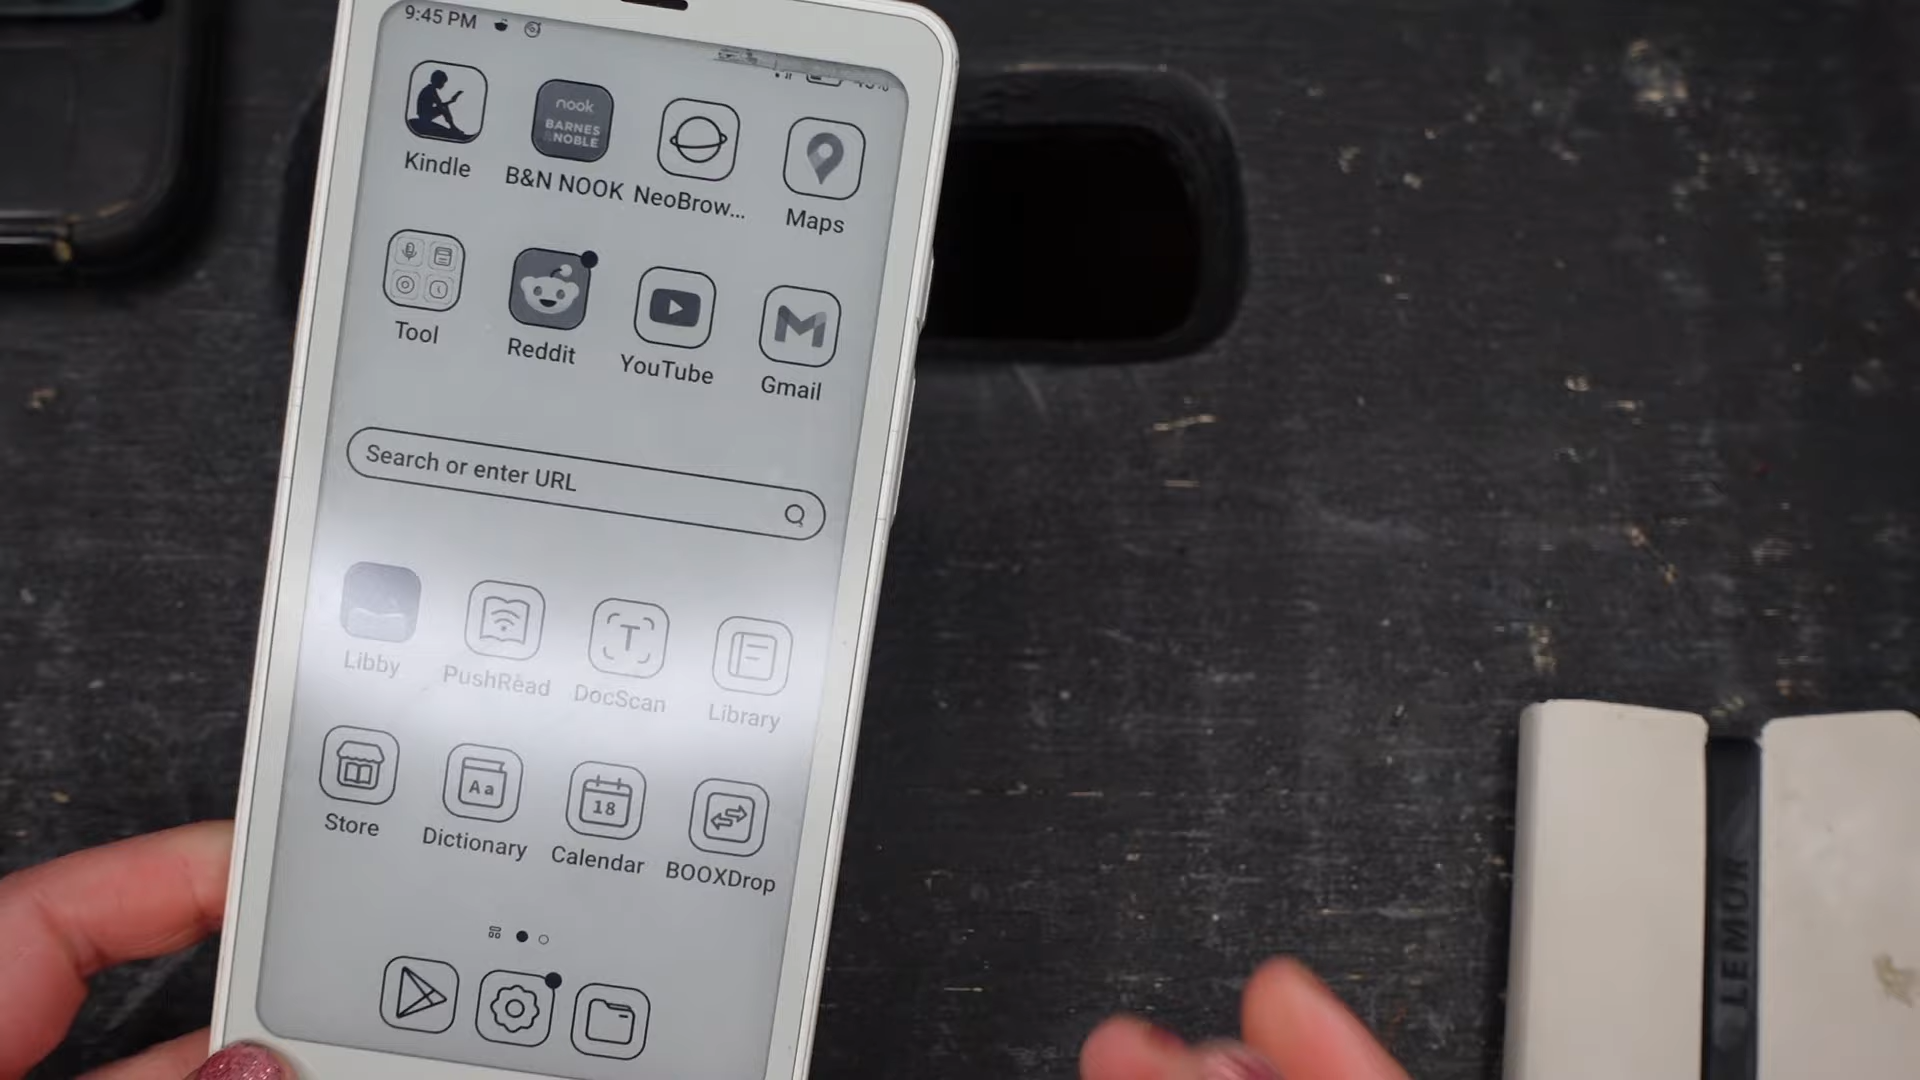 9:45 PM
Kindle
nook
BARNES
NOBLE
B&N NOOK
NeoBrow...
Maps
Tool
Reddit
YouTube
Gmail
Search or enter URL
Libby
PushRead
T
DocScan
Library
Store
Aa
Dictionary
18
Calendar
BOOXDrop
LEMUR